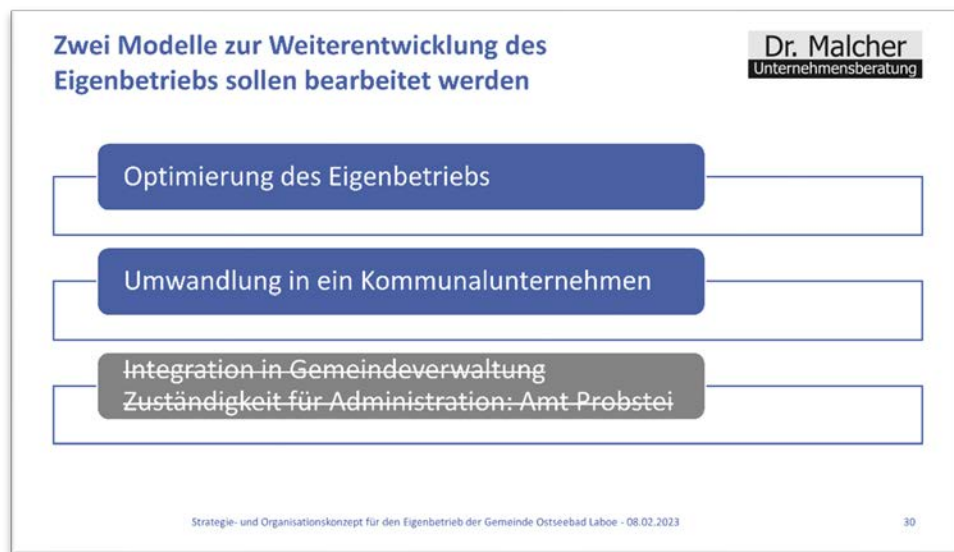 Zwei Modelle zur Weiterentwicklung des
Eigenbetriebs sollen bearbeitet werden
Dr. Malcher
Unternehmensberatung
Optimierung des Eigenbetriebs
Umwandlung in ein Kommunalunternehmen
Integration in Gemeindeverwaltung
Zuständigkeit für Administration: Amt Probstei
Strategie- und Organisationskonzept für den Eigenbetrieb der Gemeinde Ostseebad Laboe - 08.02.2023
30